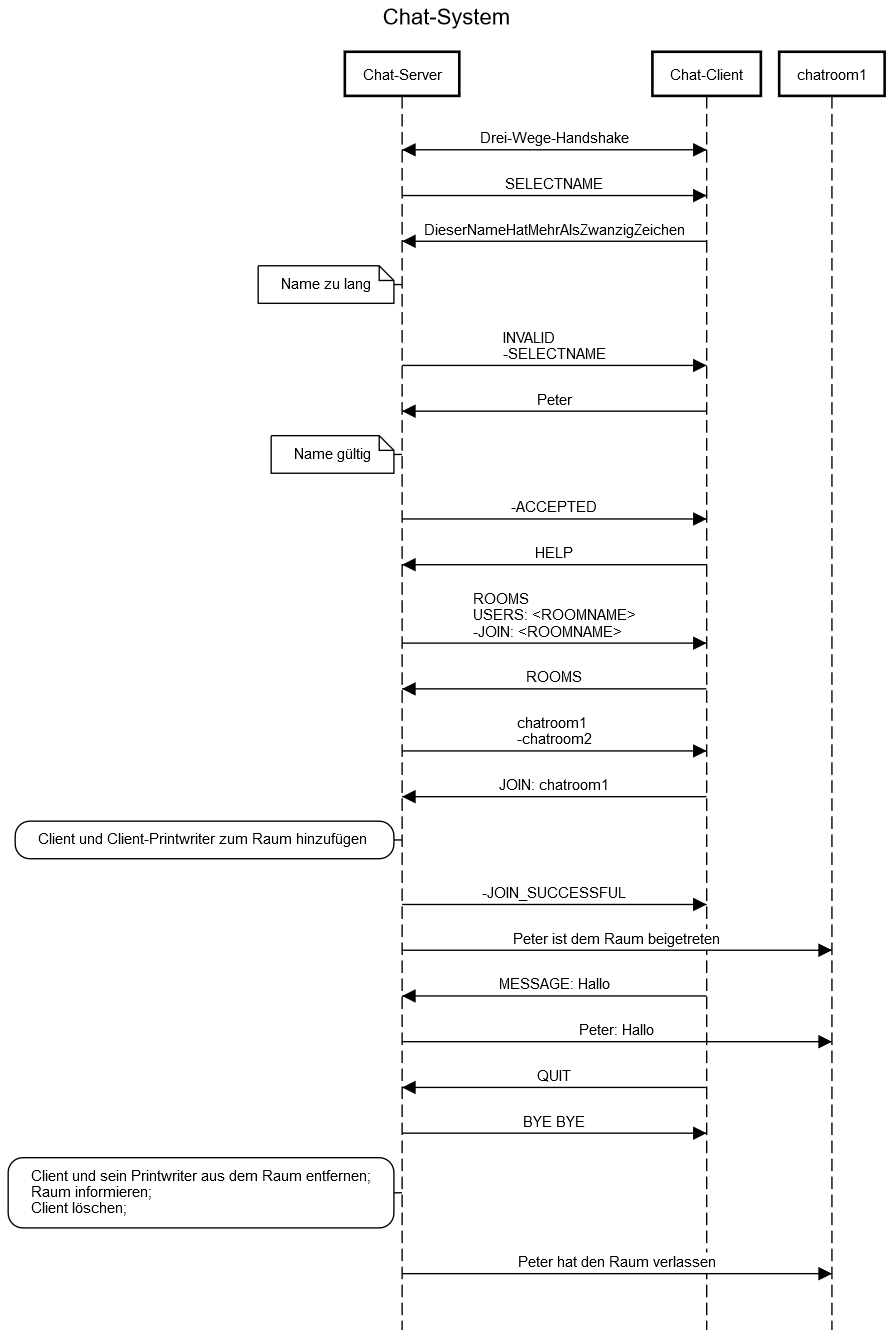 Chat-System
Chat-Server
Chat-Client
chatroom1
Drei-Wege-Handshake
SELECTNAME
DieserNameHatMehrAlsZwanzigZeichen
Name zu lang
INVALID
-SELECTNAME
Peter
Name gültig
-ACCEPTED
HELP
ROOMS
USERS: <ROOMNAME>
-JOIN: <ROOMNAME>
ROOMS
chatroom1
-chatroom2
JOIN: chatroom1
Client und Client-Printwriter zum Raum hinzufügen
-JOIN_SUCCESSFUL
Peter ist dem Raum beigetreten
MESSAGE: Hallo
Peter: Hallo
QUIT
BYE BYE
Client und sein Printwriter aus dem Raum entfernen;
Raum informieren;
Client löschen;
Peter hat den Raum verlassen